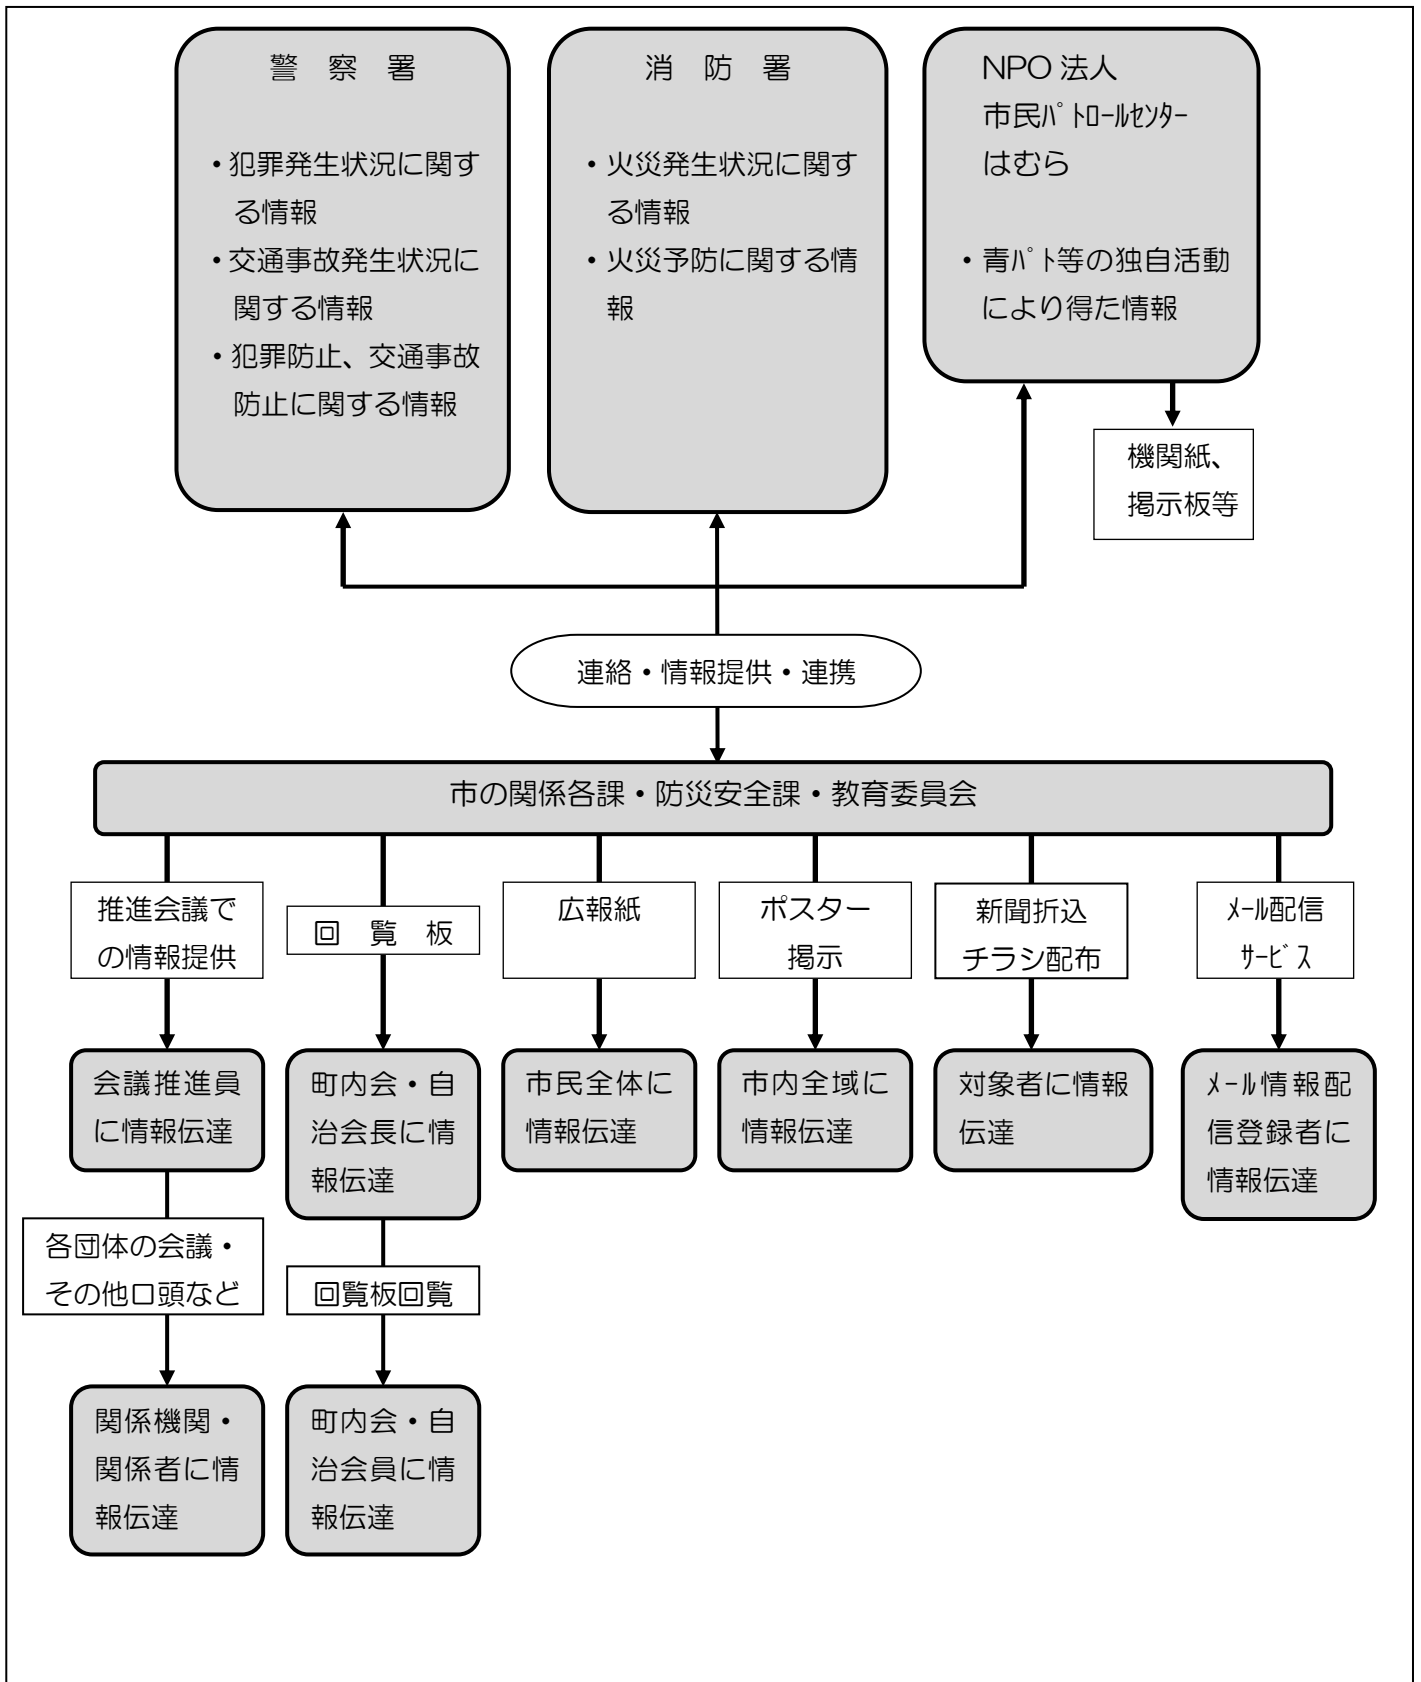 警 察 署
・犯罪発生状況に関す
る情報
・交通事故発生状況に
関する情報
・犯罪防止、交通事故
防止に関する情報
消 防 署
・火災発生状況に関す
る情報
・火災予防に関する情
報
NPO 法人
市民ﾊﾟﾄﾛｰﾙｾﾝﾀｰ
はむら
・青ﾊﾟﾄ等の独自活動
により得た情報
機関紙、
掲示板等
連絡・情報提供・連携
市の関係各課・防災安全課・教育委員会
推進会議で
の情報提供
回 覧 板
広報紙
ポスター
掲示
新聞折込
チラシ配布
ﾒｰﾙ配信
ｻｰﾋﾞｽ
会議推進員
に情報伝達
町内会・自
治会長に情
報伝達
市民全体に
情報伝達
市内全域に
情報伝達
対象者に情報
伝達
ﾒｰﾙ情報配
信登録者に
情報伝達
各団体の会議・
その他口頭など
回覧板回覧
関係機関・
関係者に情
報伝達
町内会・自
治会員に情
報伝達